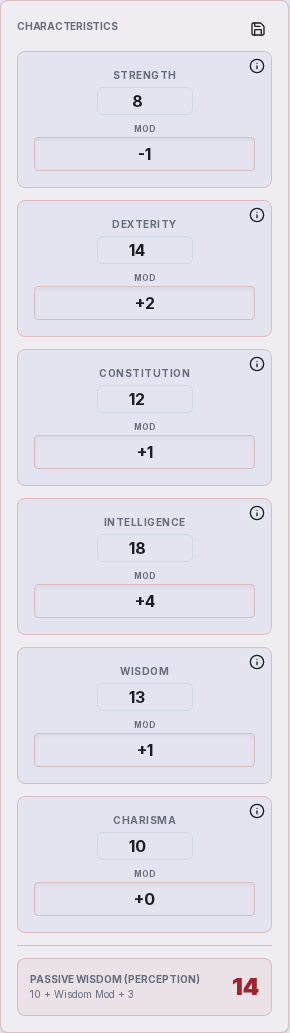 CHARACTERISTICS
STRENGTH
8
MOD
-1
DEXTERITY
14
MOD
+2
CONSTITUTION
12
MOD
+1
INTELLIGENCE
18
MOD
+4
WISDOM
13
MOD
+1
CHARISMA
10
MOD
+0
PASSIVE WISDOM (PERCEPTION) 14
10 + Wisdom Mod + 3